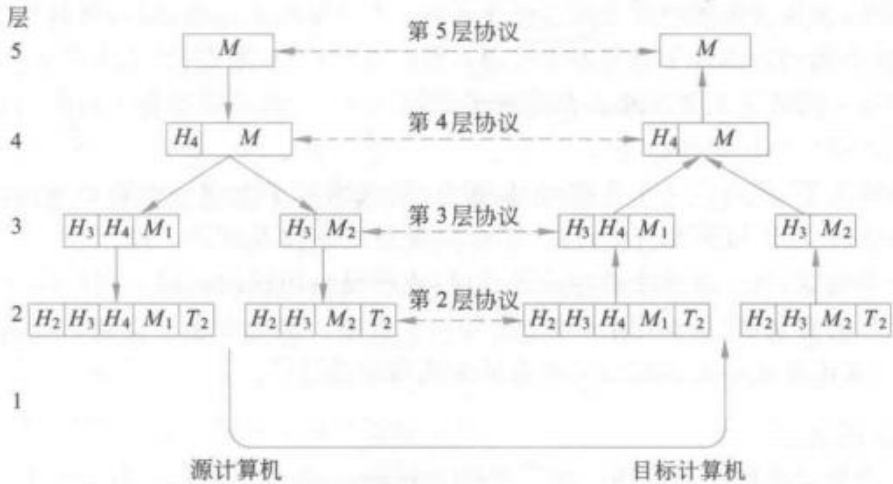 层
5 M 第5层协议 M
4 H₄ M 第4层协议 H₄ M
3 H₃ H₄ M₁ H₃ M₂ 第3层协议 H₃ H₄ M₁ H₃ M₂
2 H₂ H₃ H₄ M₁ T₂ H₂ H₃ M₂ T₂ 第2层协议 H₂ H₃ H₄ M₁ T₂ H₂ H₃ M₂ T₂
1
源计算机 目标计算机